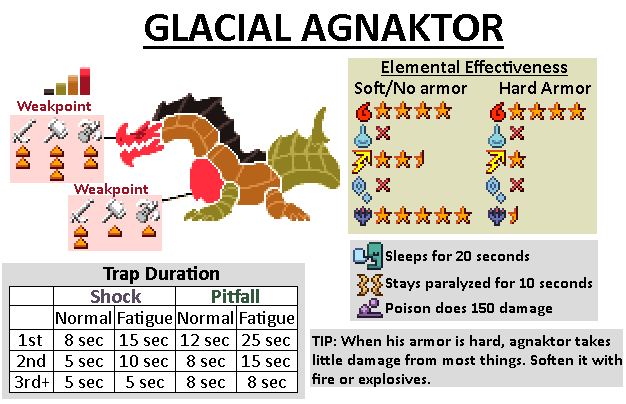 GLACIAL AGNAKTOR
Weakpoint
Weakpoint
Elemental Effectiveness
Soft/No armor Hard Armor
Sleeps for 20 seconds
Stays paralyzed for 10 seconds
Poison does 150 damage
Trap Duration
Shock Pitfall
Normal Fatigue Normal Fatigue
1st 8 sec 15 sec 12 sec 25 sec
2nd 5 sec 10 sec 8 sec 15 sec
3rd+ 5 sec 5 sec 8 sec 8 sec
TIP: When his armor is hard, agnaktor takes
little damage from most things. Soften it with
fire or explosives.